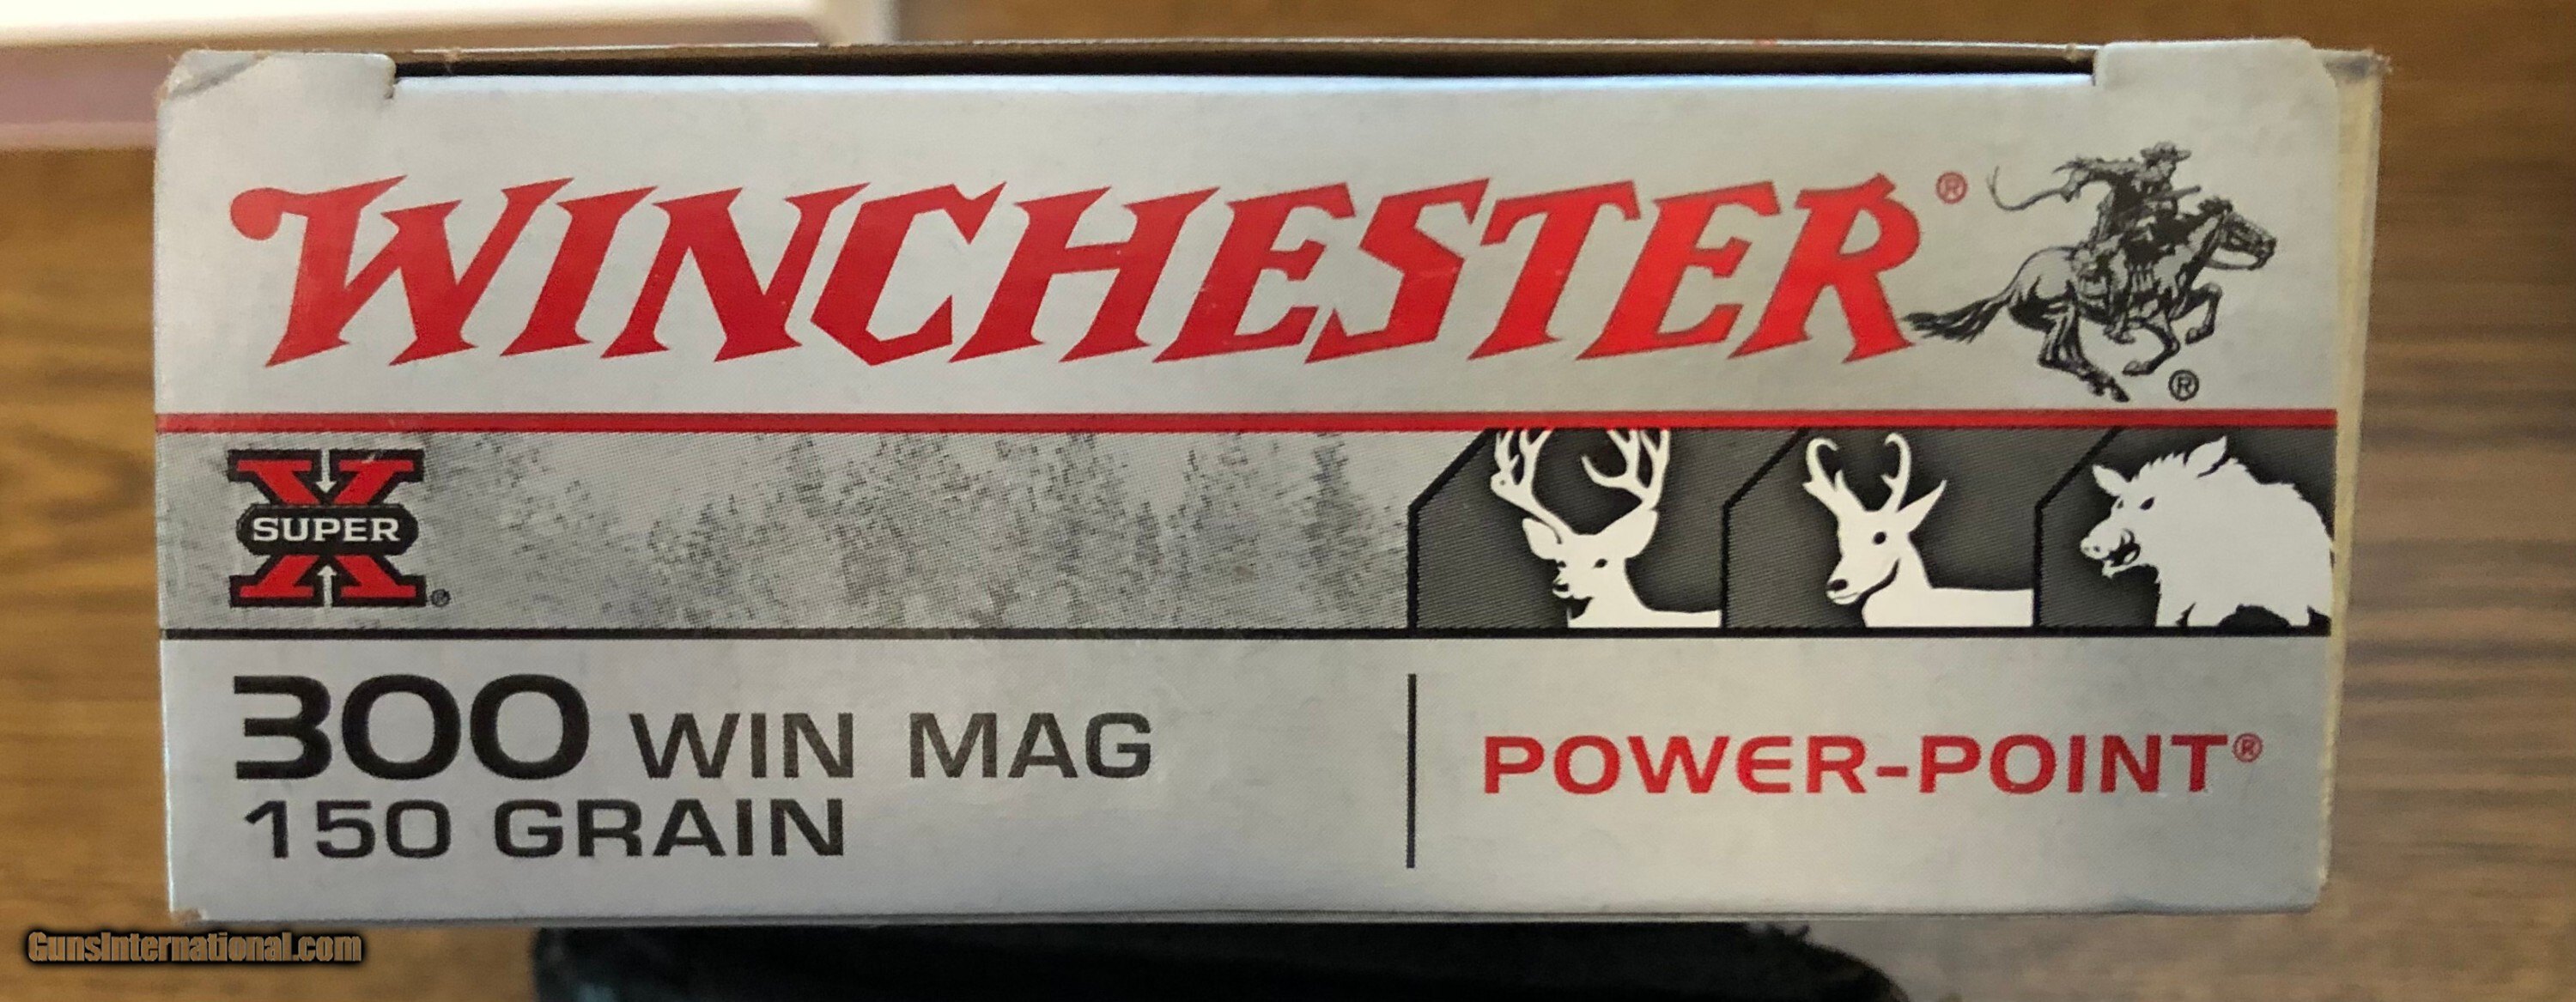 WINCHESTER®
®
X
SUPER
®
300 WIN MAG
150 GRAIN
POWER-POINT®
GunsInternational.com